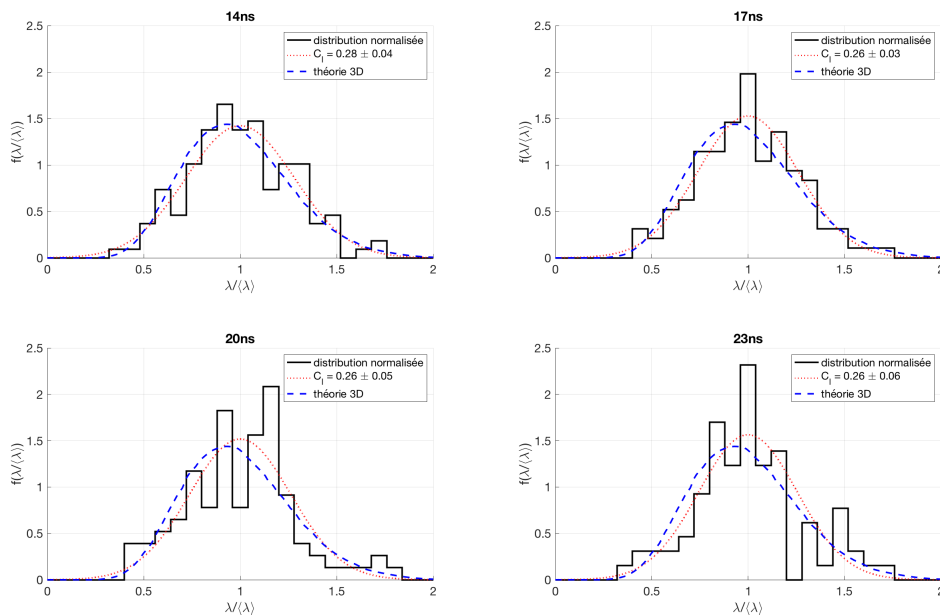 14ns
distribution normalisée
C_l = 0.28 ± 0.04
théorie 3D
f(λ/⟨λ⟩)
2.5
2
1.5
1
0.5
0
0 0.5 1 1.5 2
λ/⟨λ⟩
17ns
distribution normalisée
C_l = 0.26 ± 0.03
théorie 3D
f(λ/⟨λ⟩)
2.5
2
1.5
1
0.5
0
0 0.5 1 1.5 2
λ/⟨λ⟩
20ns
distribution normalisée
C_l = 0.26 ± 0.05
théorie 3D
f(λ/⟨λ⟩)
2.5
2
1.5
1
0.5
0
0 0.5 1 1.5 2
λ/⟨λ⟩
23ns
distribution normalisée
C_l = 0.26 ± 0.06
théorie 3D
f(λ/⟨λ⟩)
2.5
2
1.5
1
0.5
0
0 0.5 1 1.5 2
λ/⟨λ⟩